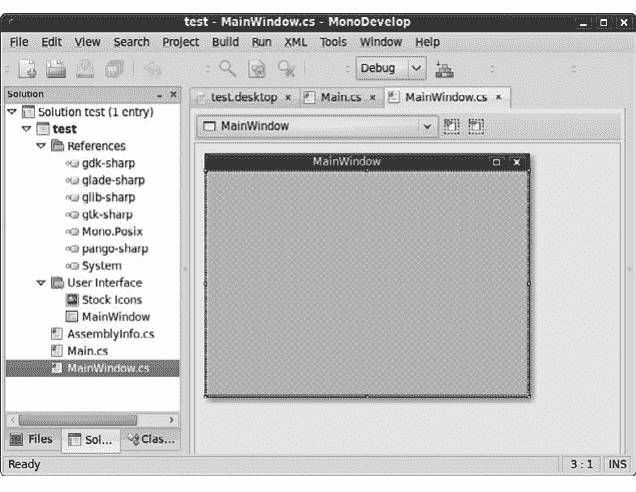 test - MainWindow.cs - MonoDevelop
File Edit View Search Project Build Run XML Tools Window Help
Debug
Solution
test.desktop Main.cs MainWindow.cs
Solution test (1 entry)
MainWindow
test
References
MainWindow
gdk-sharp
glade-sharp
glib-sharp
gtk-sharp
Mono.Posix
pango-sharp
System
User Interface
Stock Icons
MainWindow
AssemblyInfo.cs
Main.cs
MainWindow.cs
Files Sol... Clas...
Ready 3 : 1 INS